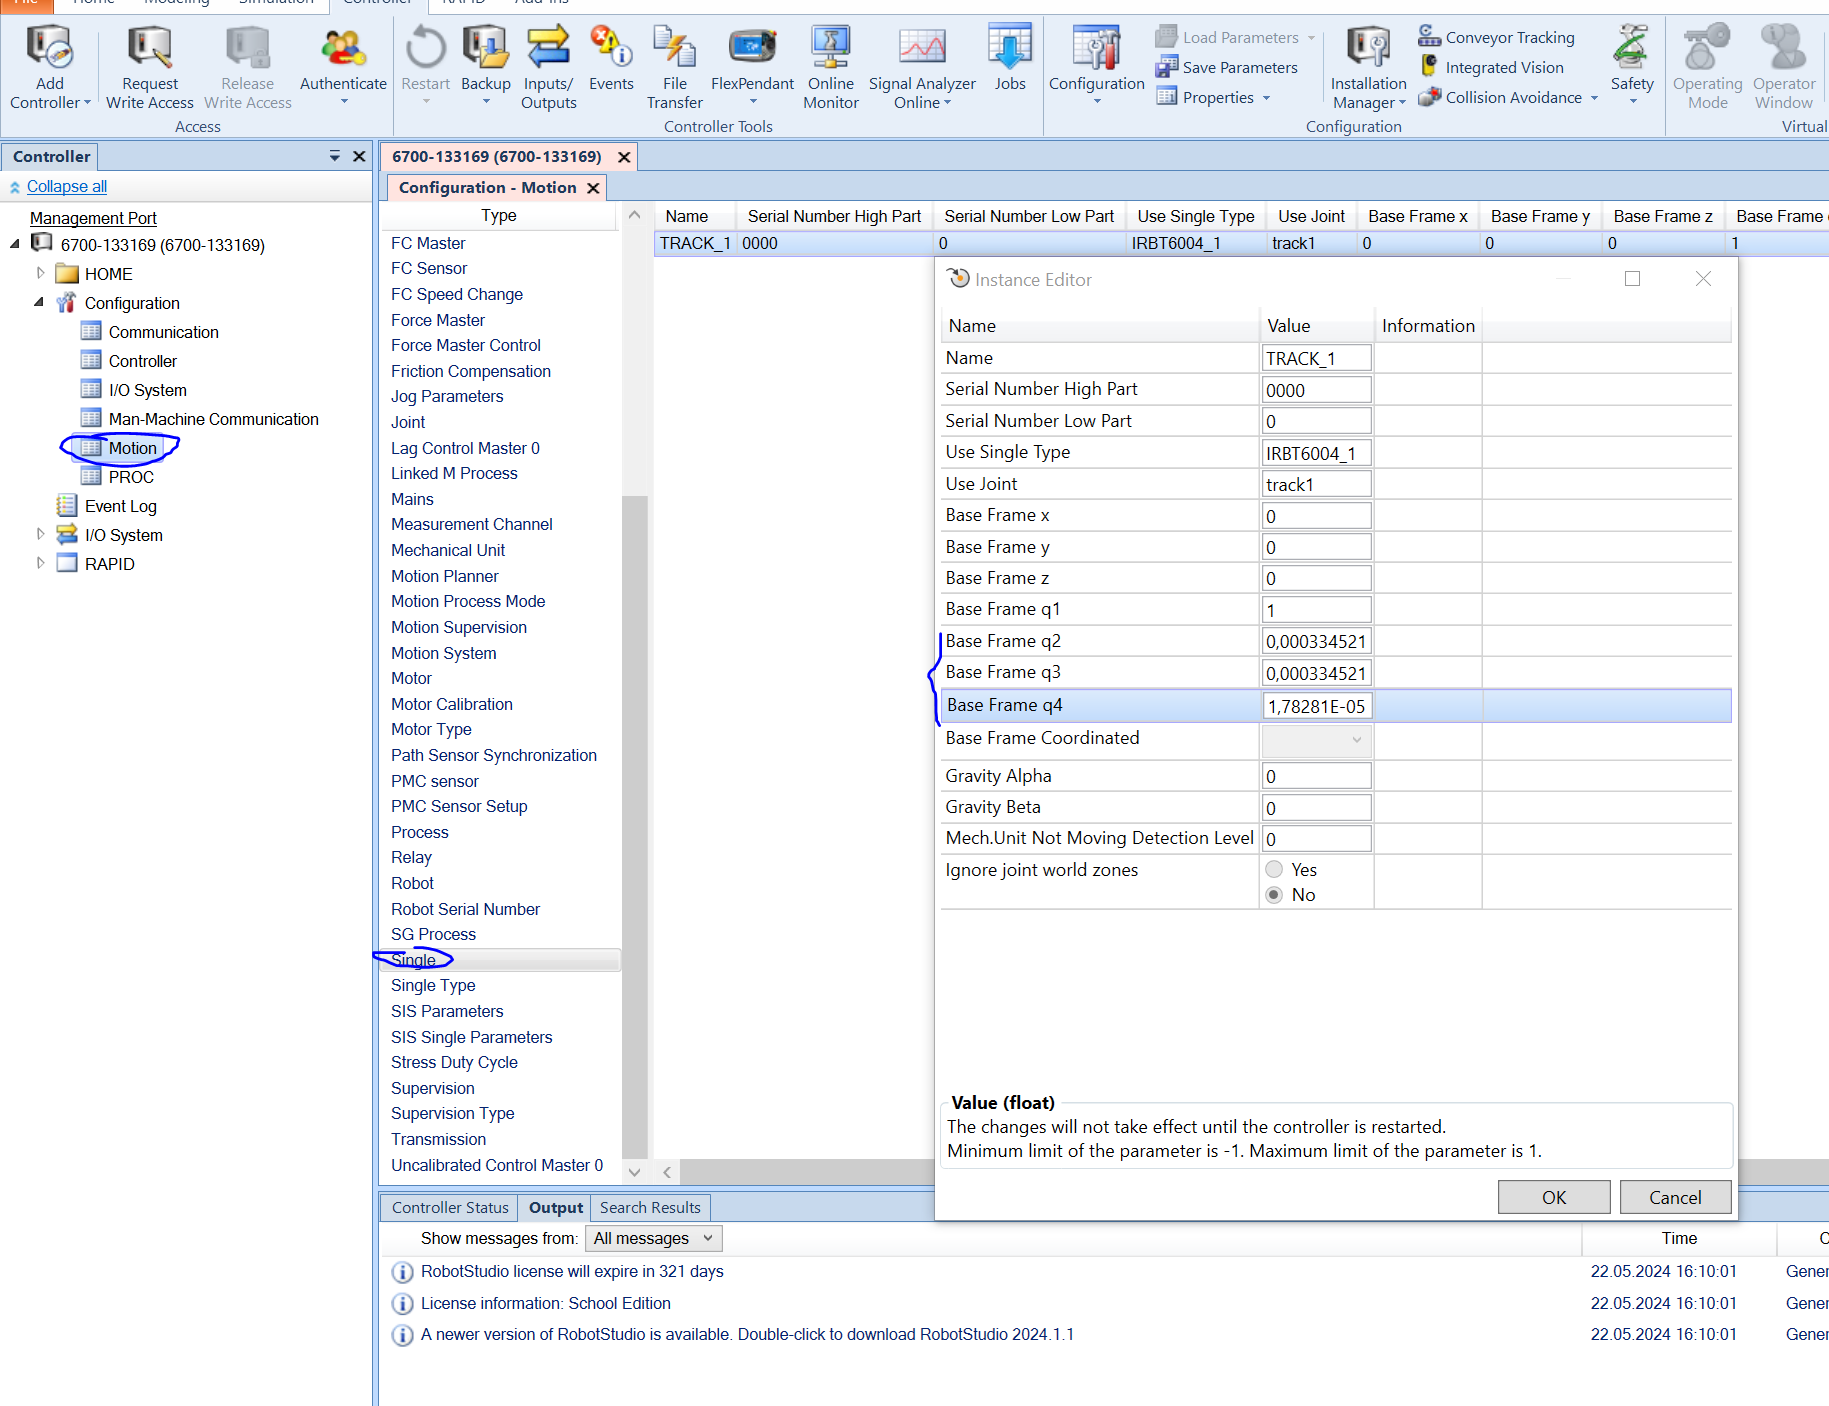 File Home Modeling Simulation Controller RAPID Add-Ins
Add Controller
Request Write Access
Release Write Access
Authenticate
Restart
Backup
Inputs/ Outputs
Events
File Transfer
FlexPendant
Online Monitor
Signal Analyzer Online
Jobs
Configuration
Load Parameters
Save Parameters
Properties
Installation Manager
Conveyor Tracking
Integrated Vision
Collision Avoidance
Safety
Operating Mode
Operator Window
Access
Controller Tools
Configuration
Virtual
Controller
Collapse all
Management Port
6700-133169 (6700-133169)
HOME
Configuration
Communication
Controller
I/O System
Man-Machine Communication
Motion
PROC
Event Log
I/O System
RAPID
6700-133169 (6700-133169)
Configuration - Motion
Type
FC Master
FC Sensor
FC Speed Change
Force Master
Force Master Control
Friction Compensation
Jog Parameters
Joint
Lag Control Master 0
Linked M Process
Mains
Measurement Channel
Mechanical Unit
Motion Planner
Motion Process Mode
Motion Supervision
Motion System
Motor
Motor Calibration
Motor Type
Path Sensor Synchronization
PMC sensor
PMC Sensor Setup
Process
Relay
Robot
Robot Serial Number
SG Process
Single
Single Type
SIS Parameters
SIS Single Parameters
Stress Duty Cycle
Supervision
Supervision Type
Transmission
Uncalibrated Control Master 0
Name Serial Number High Part Serial Number Low Part Use Single Type Use Joint Base Frame x Base Frame y Base Frame z Base Frame
TRACK_1 0000 0 IRBT6004_1 track1 0 0 0 1
Instance Editor
Name Value Information
Name TRACK_1
Serial Number High Part 0000
Serial Number Low Part 0
Use Single Type IRBT6004_1
Use Joint track1
Base Frame x 0
Base Frame y 0
Base Frame z 0
Base Frame q1 1
Base Frame q2 0,000334521
Base Frame q3 0,000334521
Base Frame q4 1,78281E-05
Base Frame Coordinated
Gravity Alpha 0
Gravity Beta 0
Mech.Unit Not Moving Detection Level 0
Ignore joint world zones Yes
No
Value (float)
The changes will not take effect until the controller is restarted.
Minimum limit of the parameter is -1. Maximum limit of the parameter is 1.
OK Cancel
Controller Status Output Search Results
Show messages from: All messages
Time
RobotStudio license will expire in 321 days 22.05.2024 16:10:01 Gener
License information: School Edition 22.05.2024 16:10:01 Gener
A newer version of RobotStudio is available. Double-click to download RobotStudio 2024.1.1 22.05.2024 16:10:01 Gener